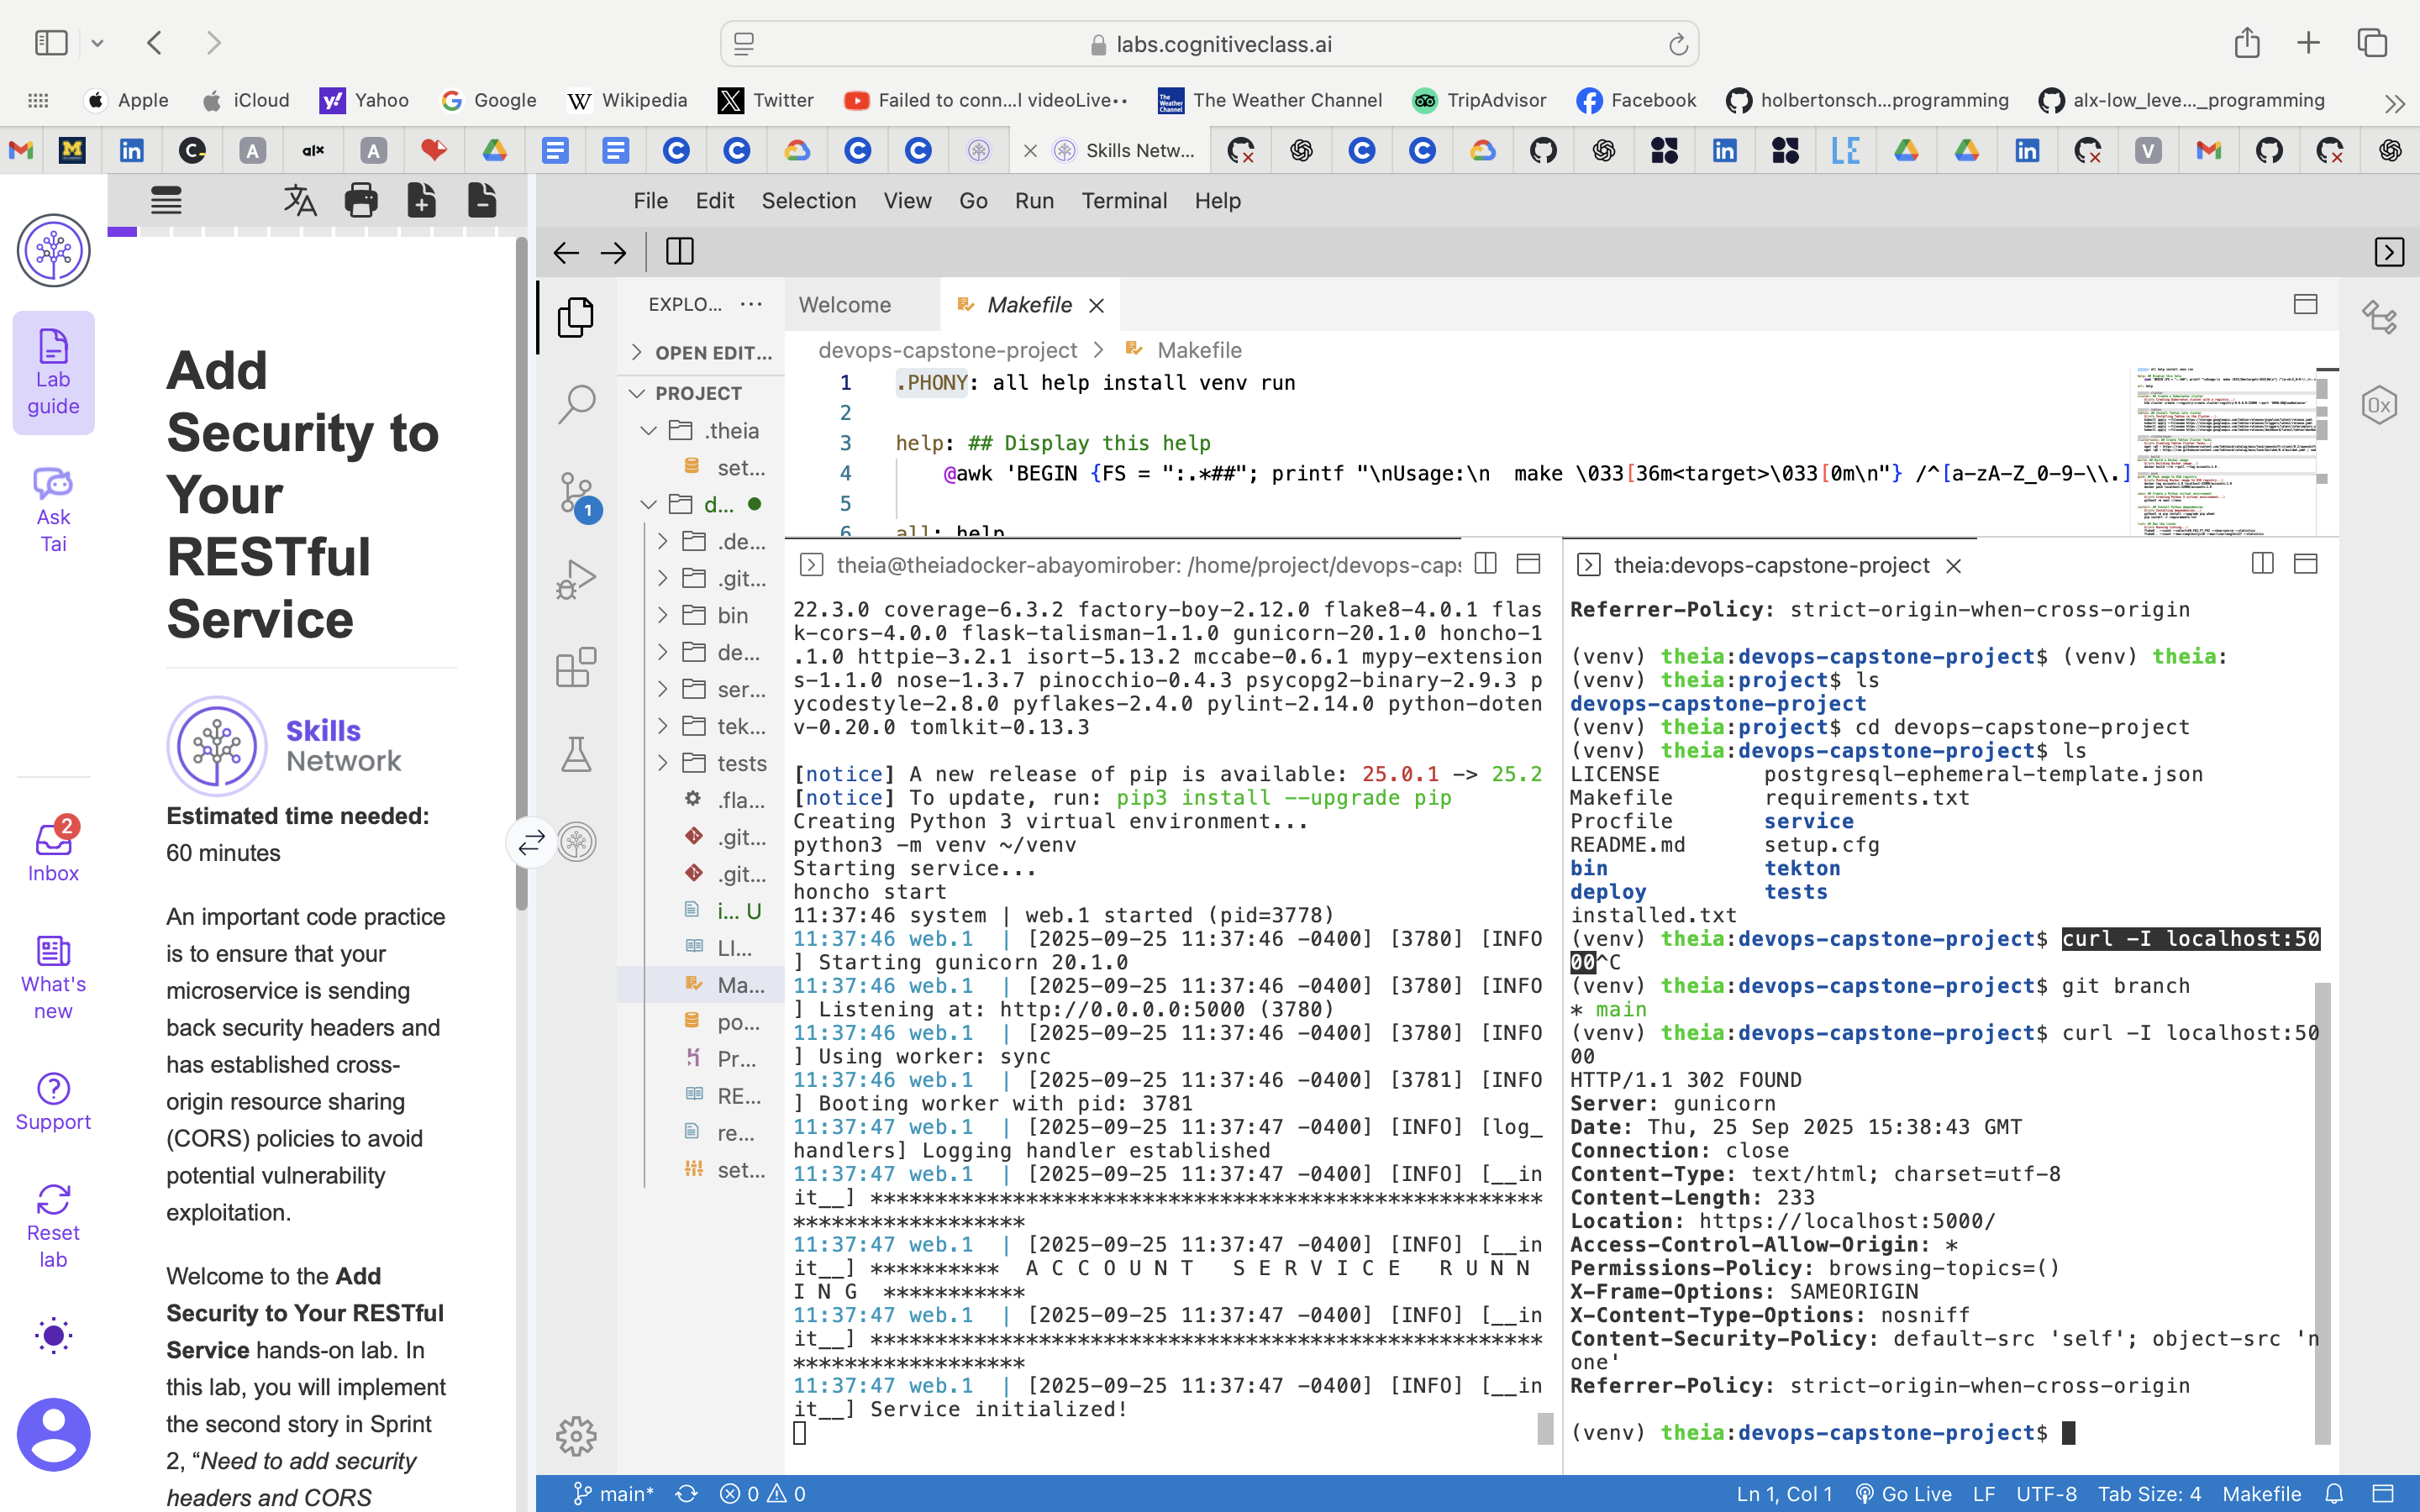 labs.cognitiveclass.ai
Apple
iCloud
Yahoo
Google
Wikipedia
Twitter
Failed to conn...l videoLive••
The Weather Channel
TripAdvisor
Facebook
holbertonsch...programming
alx-low_leve..._programming
Skills Netw...
File Edit Selection View Go Run Terminal Help
Lab guide
Ask Tai
2
Inbox
What's new
Support
Reset lab
Add Security to Your RESTful Service
Skills Network
Estimated time needed:
60 minutes
An important code practice
is to ensure that your
microservice is sending
back security headers and
has established cross-
origin resource sharing
(CORS) policies to avoid
potential vulnerability
exploitation.
Welcome to the Add
Security to Your RESTful
Service hands-on lab. In
this lab, you will implement
the second story in Sprint
2, “Need to add security
headers and CORS
1
EXPLO... ···
OPEN EDIT...
PROJECT
.theia
set...
d...
.de...
.git...
bin
de...
ser...
tek...
tests
.fla...
.git...
.git...
i... U
LI...
Ma...
po...
Pr...
RE...
re...
set...
Welcome
Makefile
devops-capstone-project > Makefile
1 .PHONY: all help install venv run
2
3 help: ## Display this help
4 @awk 'BEGIN {FS = ":.*##"; printf "\nUsage:\n  make \033[36m<target>\033[0m\n"} /^[a-zA-Z_0-9-\\.]
5
6 all: help
theia@theiadocker-abayomirober: /home/project/devops-caps
22.3.0 coverage-6.3.2 factory-boy-2.12.0 flake8-4.0.1 flas
k-cors-4.0.0 flask-talisman-1.1.0 gunicorn-20.1.0 honcho-1
.1.0 httpie-3.2.1 isort-5.13.2 mccabe-0.6.1 mypy-extension
s-1.1.0 nose-1.3.7 pinocchio-0.4.3 psycopg2-binary-2.9.3 p
ycodestyle-2.8.0 pyflakes-2.4.0 pylint-2.14.0 python-doten
v-0.20.0 tomlkit-0.13.3
[notice] A new release of pip is available: 25.0.1 -> 25.2
[notice] To update, run: pip3 install --upgrade pip
Creating Python 3 virtual environment...
python3 -m venv ~/venv
Starting service...
honcho start
11:37:46 system | web.1 started (pid=3778)
11:37:46 web.1  | [2025-09-25 11:37:46 -0400] [3780] [INFO
] Starting gunicorn 20.1.0
11:37:46 web.1  | [2025-09-25 11:37:46 -0400] [3780] [INFO
] Listening at: http://0.0.0.0:5000 (3780)
11:37:46 web.1  | [2025-09-25 11:37:46 -0400] [3780] [INFO
] Using worker: sync
11:37:46 web.1  | [2025-09-25 11:37:46 -0400] [3781] [INFO
] Booting worker with pid: 3781
11:37:47 web.1  | [2025-09-25 11:37:47 -0400] [INFO] [log_
handlers] Logging handler established
11:37:47 web.1  | [2025-09-25 11:37:47 -0400] [INFO] [__in
it__] ****************************************************
******************
11:37:47 web.1  | [2025-09-25 11:37:47 -0400] [INFO] [__in
it__] **********  A C C O U N T   S E R V I C E   R U N N
I N G  ***********
11:37:47 web.1  | [2025-09-25 11:37:47 -0400] [INFO] [__in
it__] ****************************************************
******************
11:37:47 web.1  | [2025-09-25 11:37:47 -0400] [INFO] [__in
it__] Service initialized!
theia:devops-capstone-project
Referrer-Policy: strict-origin-when-cross-origin
(venv) theia:devops-capstone-project$ (venv) theia:
(venv) theia:project$ ls
devops-capstone-project
(venv) theia:project$ cd devops-capstone-project
(venv) theia:devops-capstone-project$ ls
LICENSE        postgresql-ephemeral-template.json
Makefile       requirements.txt
Procfile       service
README.md      setup.cfg
bin            tekton
deploy         tests
installed.txt
(venv) theia:devops-capstone-project$ curl -I localhost:50
00^C
(venv) theia:devops-capstone-project$ git branch
* main
(venv) theia:devops-capstone-project$ curl -I localhost:50
00
HTTP/1.1 302 FOUND
Server: gunicorn
Date: Thu, 25 Sep 2025 15:38:43 GMT
Connection: close
Content-Type: text/html; charset=utf-8
Content-Length: 233
Location: https://localhost:5000/
Access-Control-Allow-Origin: *
Permissions-Policy: browsing-topics=()
X-Frame-Options: SAMEORIGIN
X-Content-Type-Options: nosniff
Content-Security-Policy: default-src 'self'; object-src 'n
one'
Referrer-Policy: strict-origin-when-cross-origin
(venv) theia:devops-capstone-project$
main* 0 0 Ln 1, Col 1 Go Live LF UTF-8 Tab Size: 4 Makefile